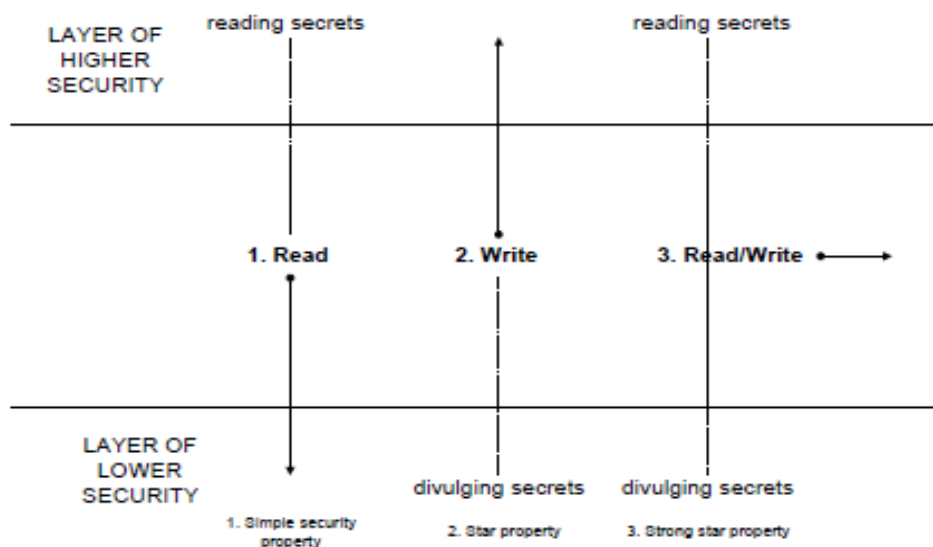 reading secrets
reading secrets
LAYER OF
HIGHER
SECURITY
1. Read
2. Write
3. Read/Write
LAYER OF
LOWER
SECURITY
divulging secrets
divulging secrets
1. Simple security
property
2. Star property
3. Strong star property